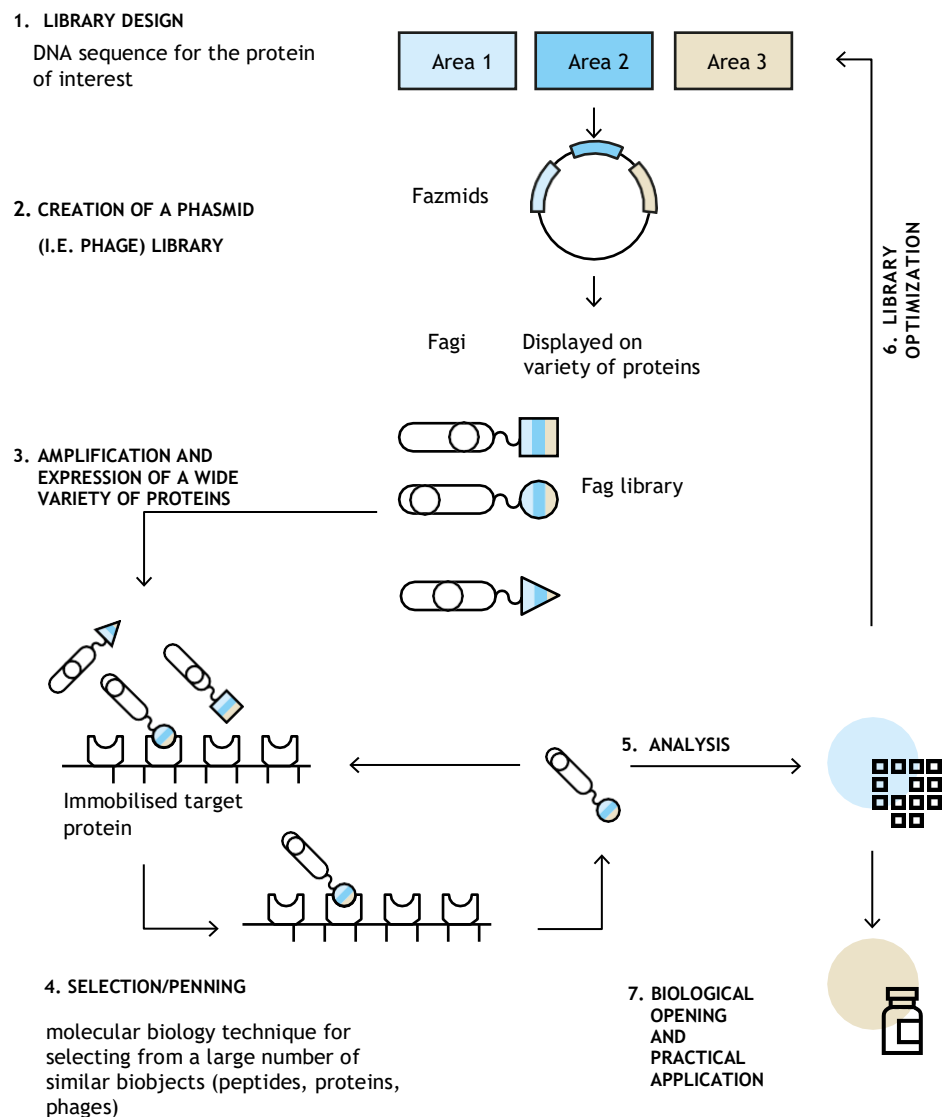 1. LIBRARY DESIGN
DNA sequence for the protein
of interest
Area 1
Area 2
Area 3
Fazmids
2. CREATION OF A PHASMID
(I.E. PHAGE) LIBRARY
6. LIBRARY
OPTIMIZATION
Fagi
Displayed on
variety of proteins
3. AMPLIFICATION AND
EXPRESSION OF A WIDE
VARIETY OF PROTEINS
Fag library
5. ANALYSIS
Immobilised target
protein
4. SELECTION/PENNING
molecular biology technique for
selecting from a large number of
similar biobjects (peptides, proteins,
phages)
7. BIOLOGICAL
OPENING
AND
PRACTICAL
APPLICATION